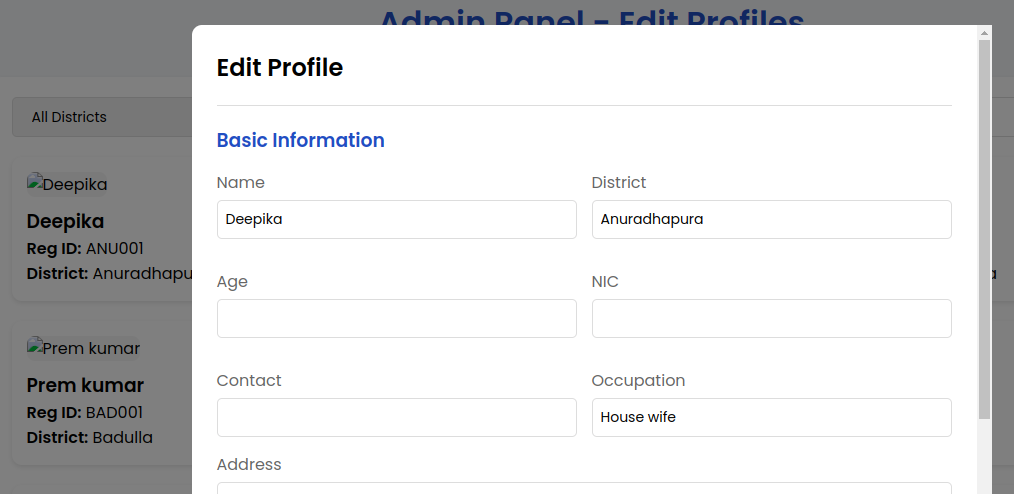 Admin Panel - Edit Profiles
All Districts
Deepika
Deepika
Reg ID: ANU001
District: Anuradhapu
Prem kumar
Prem kumar
Reg ID: BAD001
District: Badulla
Edit Profile
Basic Information
Name
District
Deepika
Anuradhapura
Age
NIC
Contact
Occupation
House wife
Address